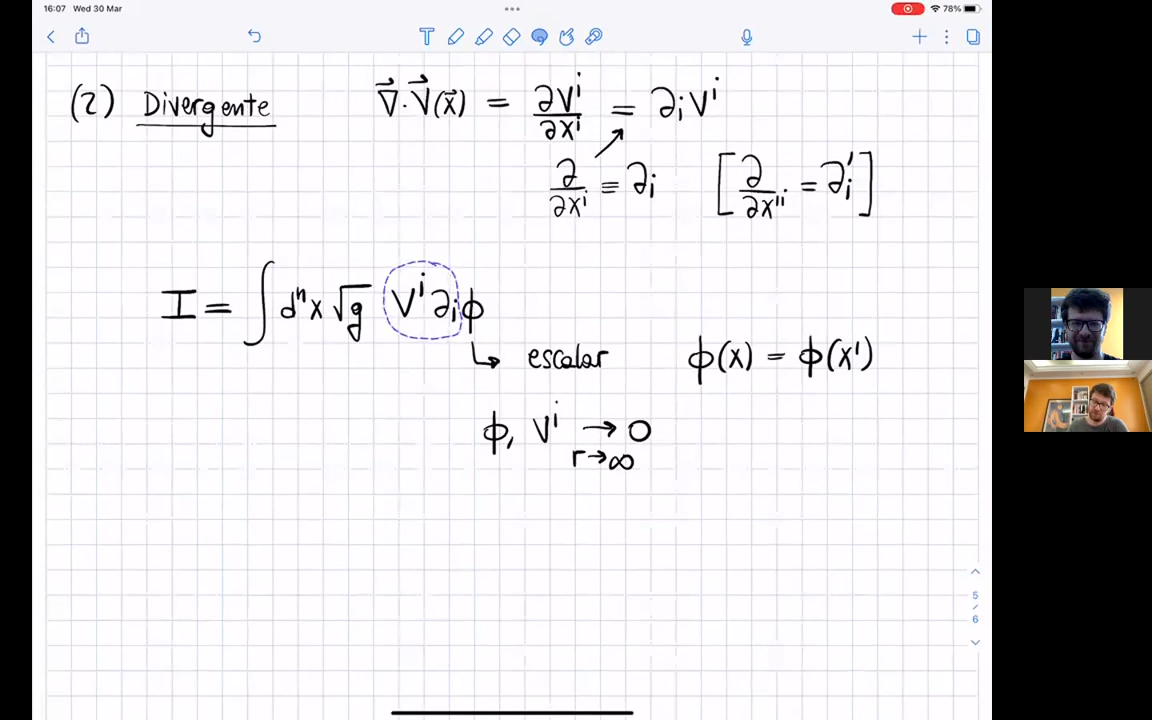 16:07 Wed 30 Mar
78%
(2) Divergente ∇⃗·V⃗(x⃗) = ∂Vⁱ/∂xⁱ = ∂ᵢVⁱ
∂/∂xⁱ ≡ ∂ᵢ [∂/∂x'ⁱ = ∂'ᵢ]
I = ∫ dⁿx √g Vⁱ∂ᵢϕ
↳ escalar ϕ(x) = ϕ(x')
ϕ, Vⁱ → 0
r→∞
5
/
6